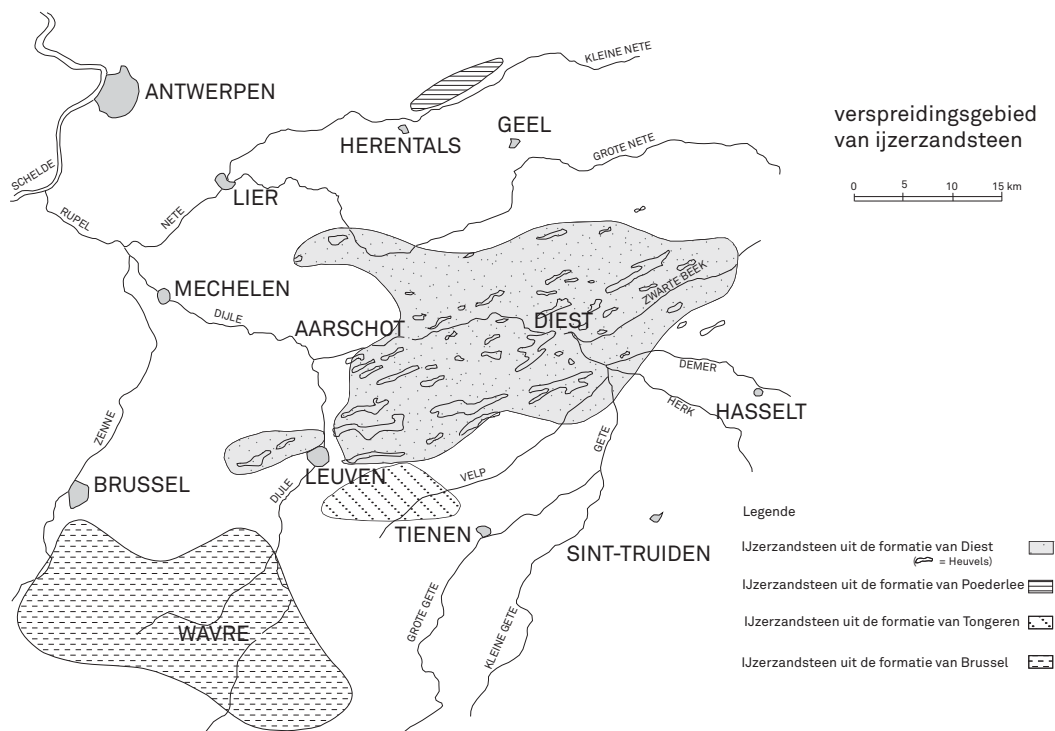 KLEINE NETE
ANTWERPEN
verspreidingsgebied
van ijzerzandsteen
GEEL
HERENTALS
GROTE NETE
SCHELDE
0 5 10 15 km
LIER
RUPEL
NETE
MECHELEN
ZWARTE BEEK
DIJLE
AARSCHOT
DIEST
DEMER
HASSELT
HERK
ZENNE
GETE
LEUVEN
VELP
BRUSSEL
DIJLE
TIENEN
SINT-TRUIDEN
GROTE GETE
KLEINE GETE
WAVRE
Legende
IJzerzandsteen uit de formatie van Diest
( = Heuvels)
IJzerzandsteen uit de formatie van Poederlee
IJzerzandsteen uit de formatie van Tongeren
IJzerzandsteen uit de formatie van Brussel